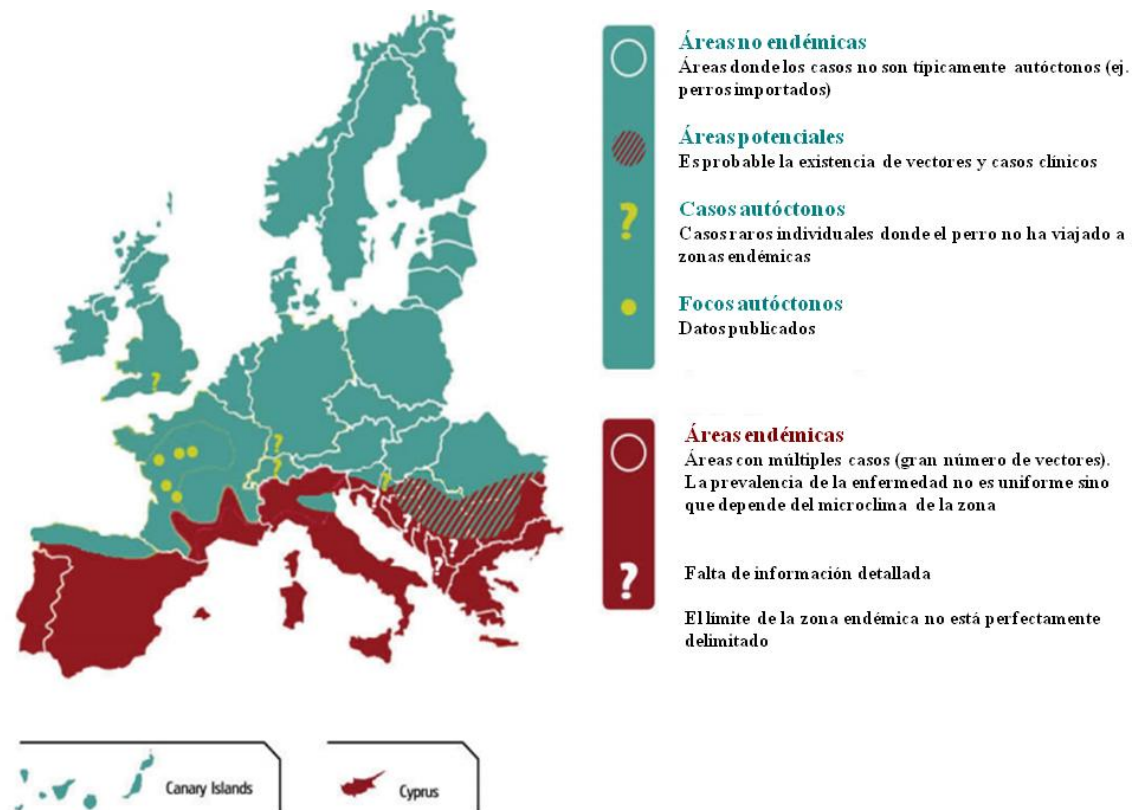 Áreas no endémicas
Áreas donde los casos no son típicamente autóctonos (ej.
perros importados)
Áreas potenciales
Es probable la existencia de vectores y casos clínicos
?
Casos autóctonos
Casos raros individuales donde el perro no ha viajado a
zonas endémicas
Focos autóctonos
Datos publicados
Áreas endémicas
Áreas con múltiples casos (gran número de vectores).
La prevalencia de la enfermedad no es uniforme sino
que depende del microclima de la zona
?
Falta de información detallada
El límite de la zona endémica no está perfectamente
delimitado
?
?
?
?
?
?
?
?
Canary Islands
Cyprus